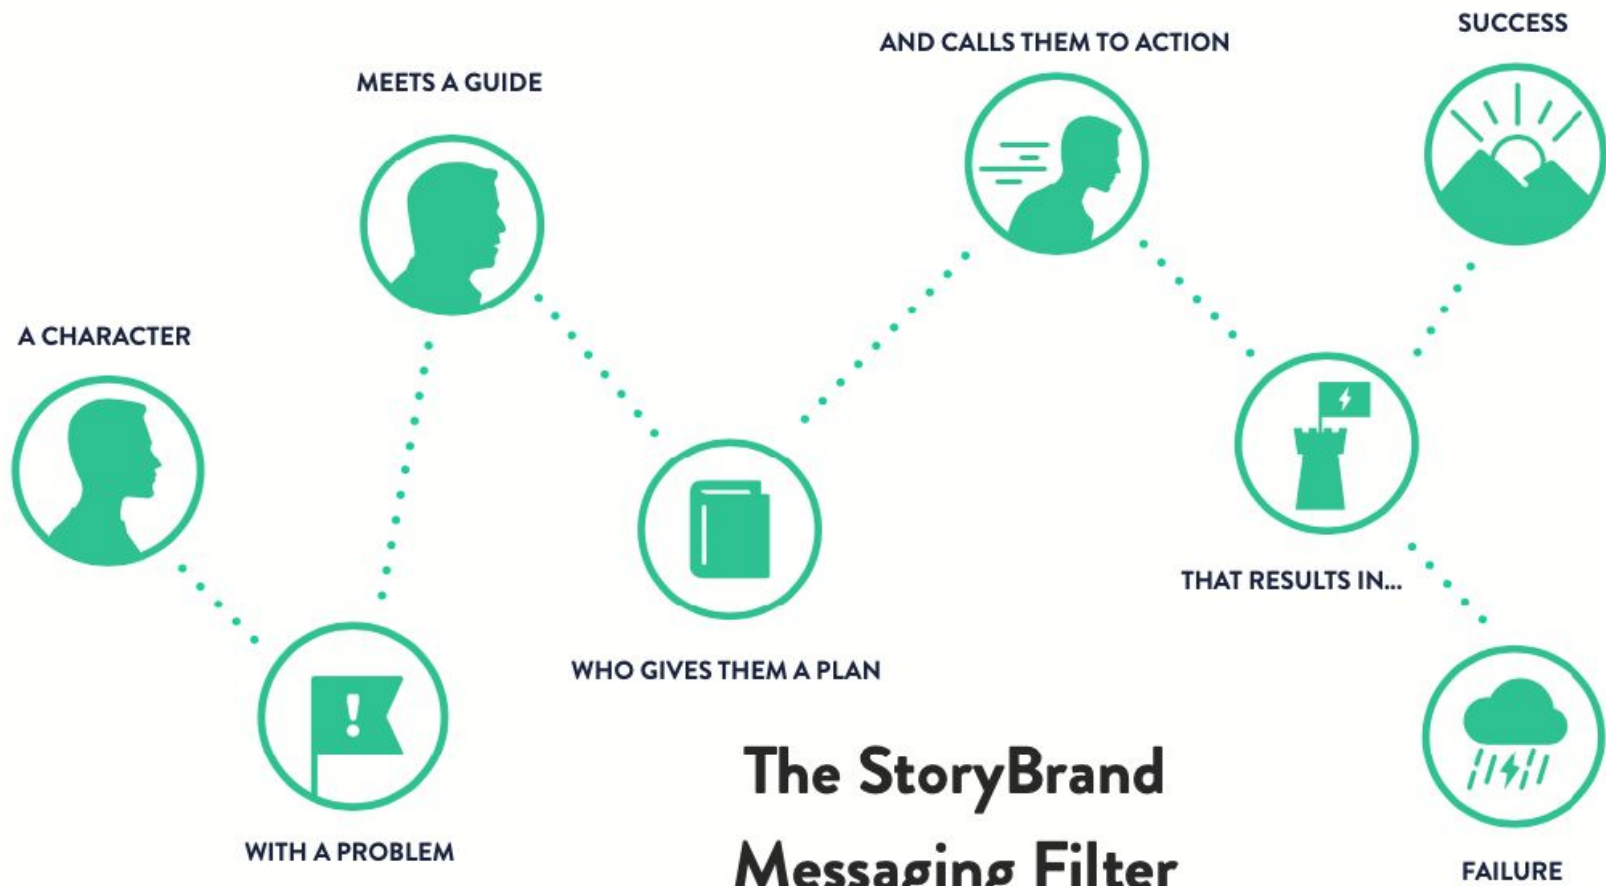 A CHARACTER
WITH A PROBLEM
MEETS A GUIDE
WHO GIVES THEM A PLAN
AND CALLS THEM TO ACTION
THAT RESULTS IN...
SUCCESS
FAILURE
The StoryBrand
Messaging Filter